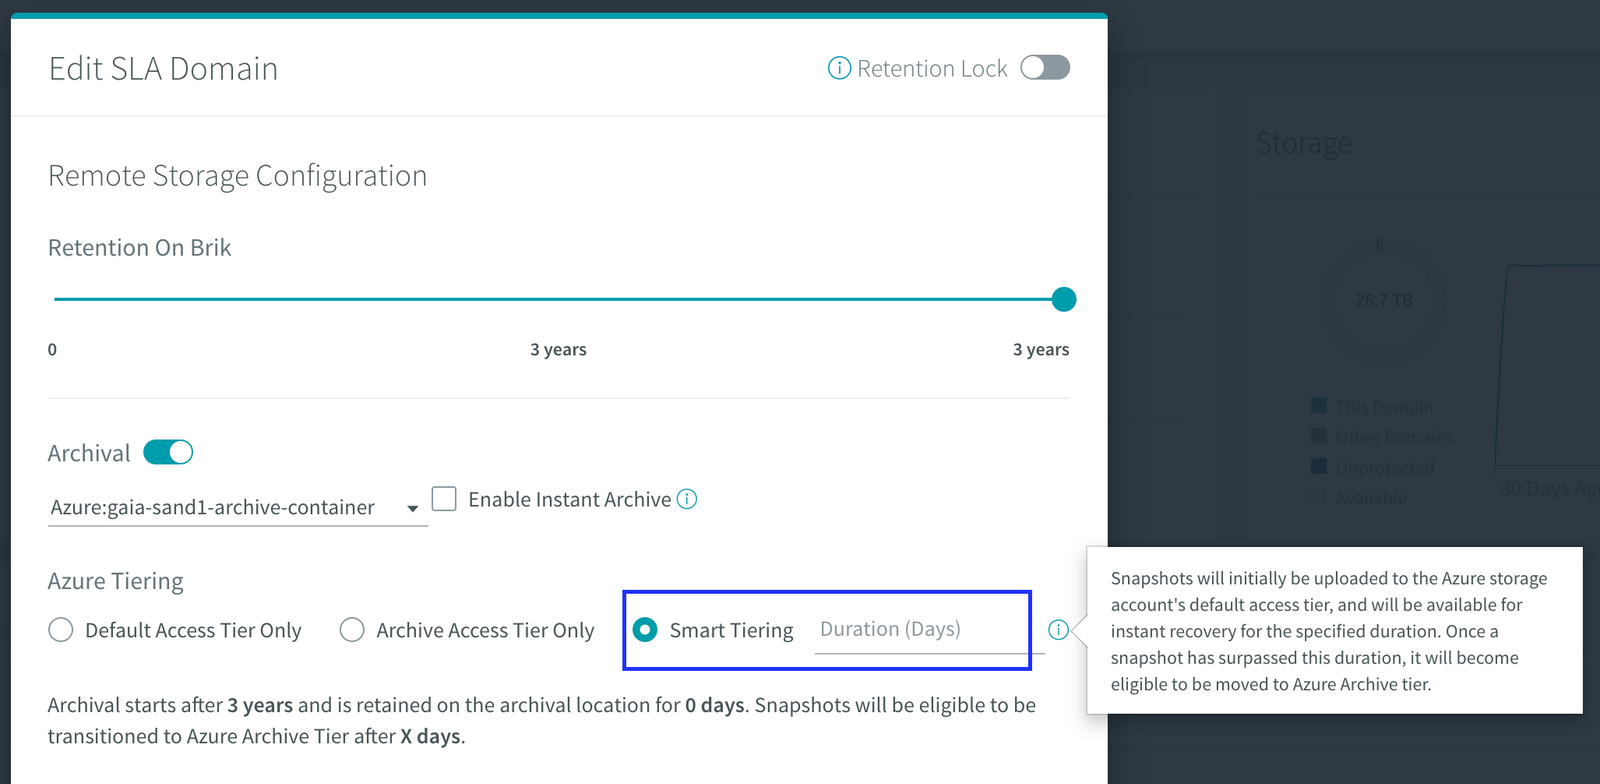 Edit SLA Domain
Retention Lock
Remote Storage Configuration
Retention On Brik
0
3 years
3 years
Archival
Azure:gaia-sand1-archive-container
Enable Instant Archive
Azure Tiering
Default Access Tier Only
Archive Access Tier Only
Smart Tiering
Duration (Days)
Archival starts after 3 years and is retained on the archival location for 0 days. Snapshots will be eligible to be
transitioned to Azure Archive Tier after X days.
Storage
26.7 TB
This Domain
Other Domains
Unprotected
Available
30 Days
Snapshots will initially be uploaded to the Azure storage
account's default access tier, and will be available for
instant recovery for the specified duration. Once a
snapshot has surpassed this duration, it will become
eligible to be moved to Azure Archive tier.